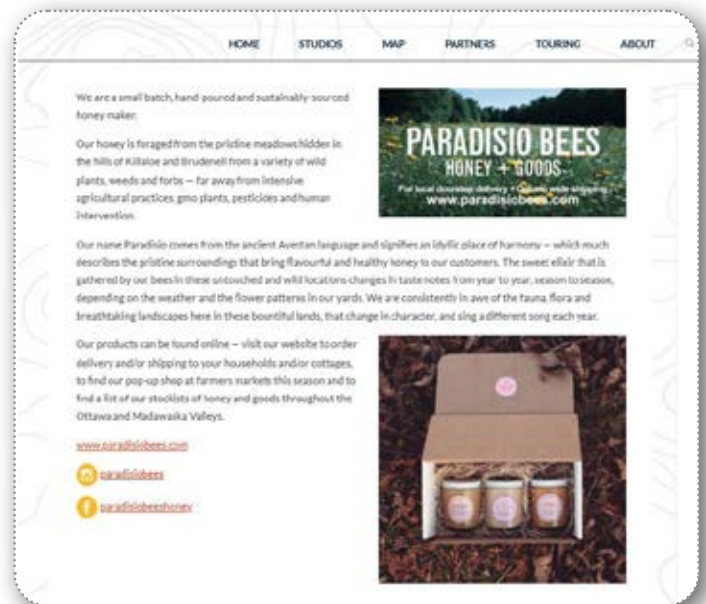 HOME STUDIOS MAP PARTNERS TOURING ABOUT
We are a small batch, hand-poured and sustainably-sourced
honey maker.
PARADISIO BEES
HONEY + GOODS
For local doorstep delivery + Ontario wide shipping
www.paradisiobees.com
Our honey is foraged from the pristine meadows hidden in
the hills of Killaloe and Brudenell from a variety of wild
plants, weeds and forbs — far away from intensive
agricultural practices, gmo plants, pesticides and human
intervention.
Our name Paradisio comes from the ancient Avestan language and signifies an idyllic place of harmony — which much
describes the pristine surroundings that bring flavourful and healthy honey to our customers. The sweet elixir that is
gathered by our bees in these untouched and wild locations changes in taste notes from year to year, season to season,
depending on the weather and the flower patterns in our yards. We are consistently in awe of the fauna, flora and
breathtaking landscapes here in these bountiful lands, that change in character, and sing a different song each year.
Our products can be found online — visit our website to order
delivery and/or shipping to your households and/or cottages,
to find our pop-up shop at farmers markets this season and to
find a list of our stockists of honey and goods throughout the
Ottawa and Madawaska Valleys.
www.paradisiobees.com
paradisiobees
paradisiobeeshoney